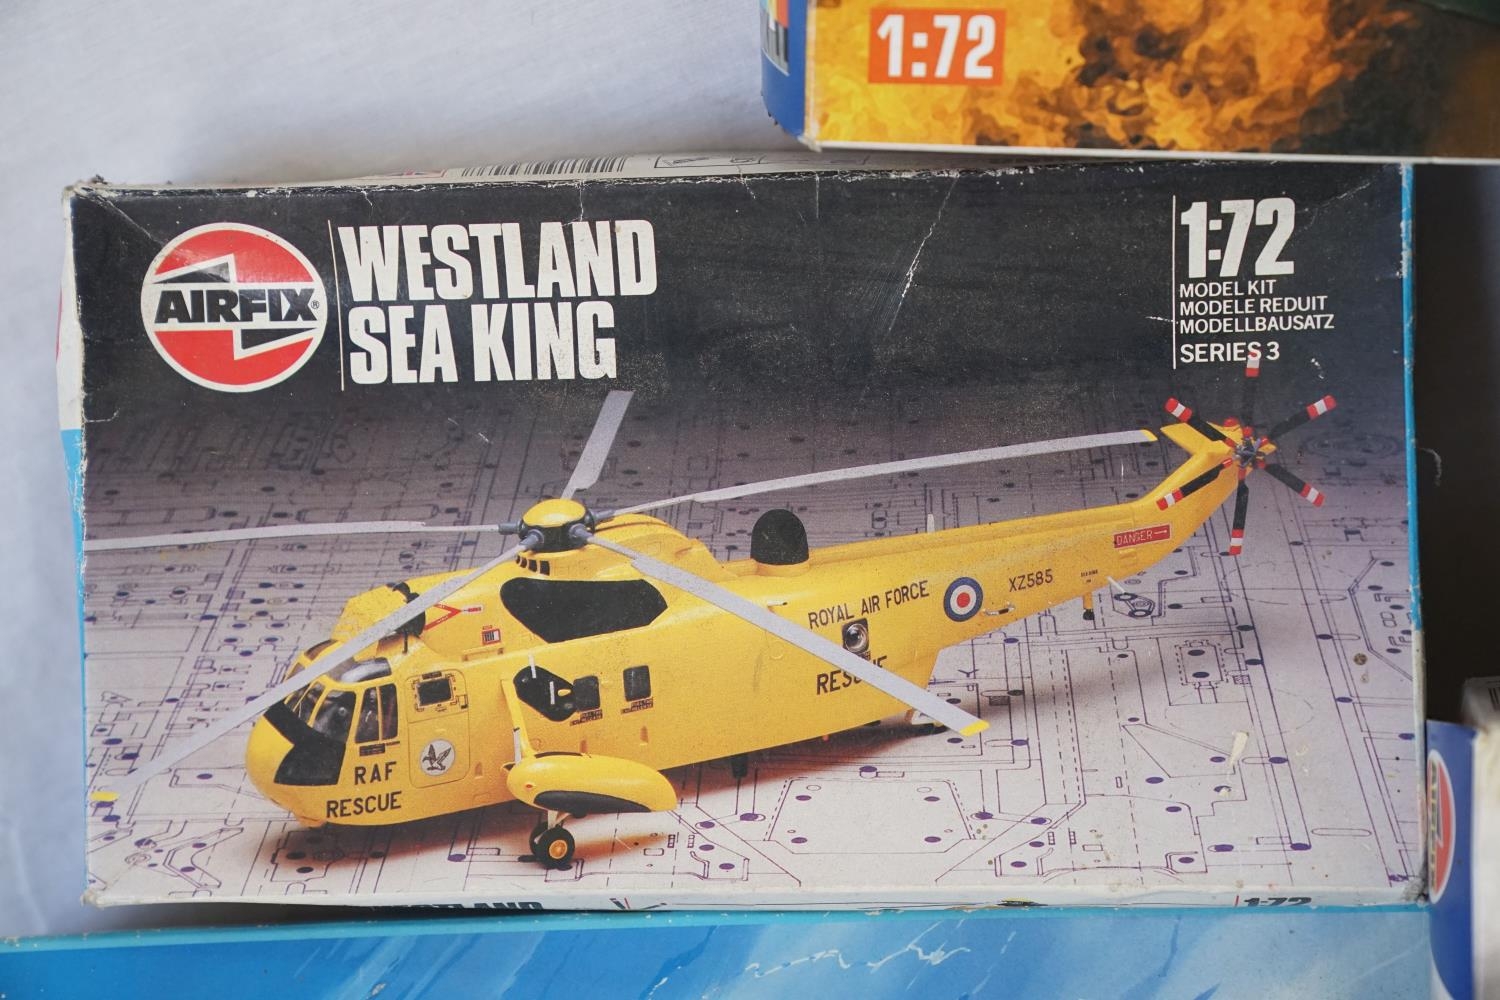 1:72
AIRFIX®
WESTLAND
SEA KING
1:72
MODEL KIT
MODELE REDUIT
MODELLBAUSATZ
SERIES 3
DANGER→
XZ585
ROYAL AIR FORCE
RAF
RESCUE
WESTLAND
1:72